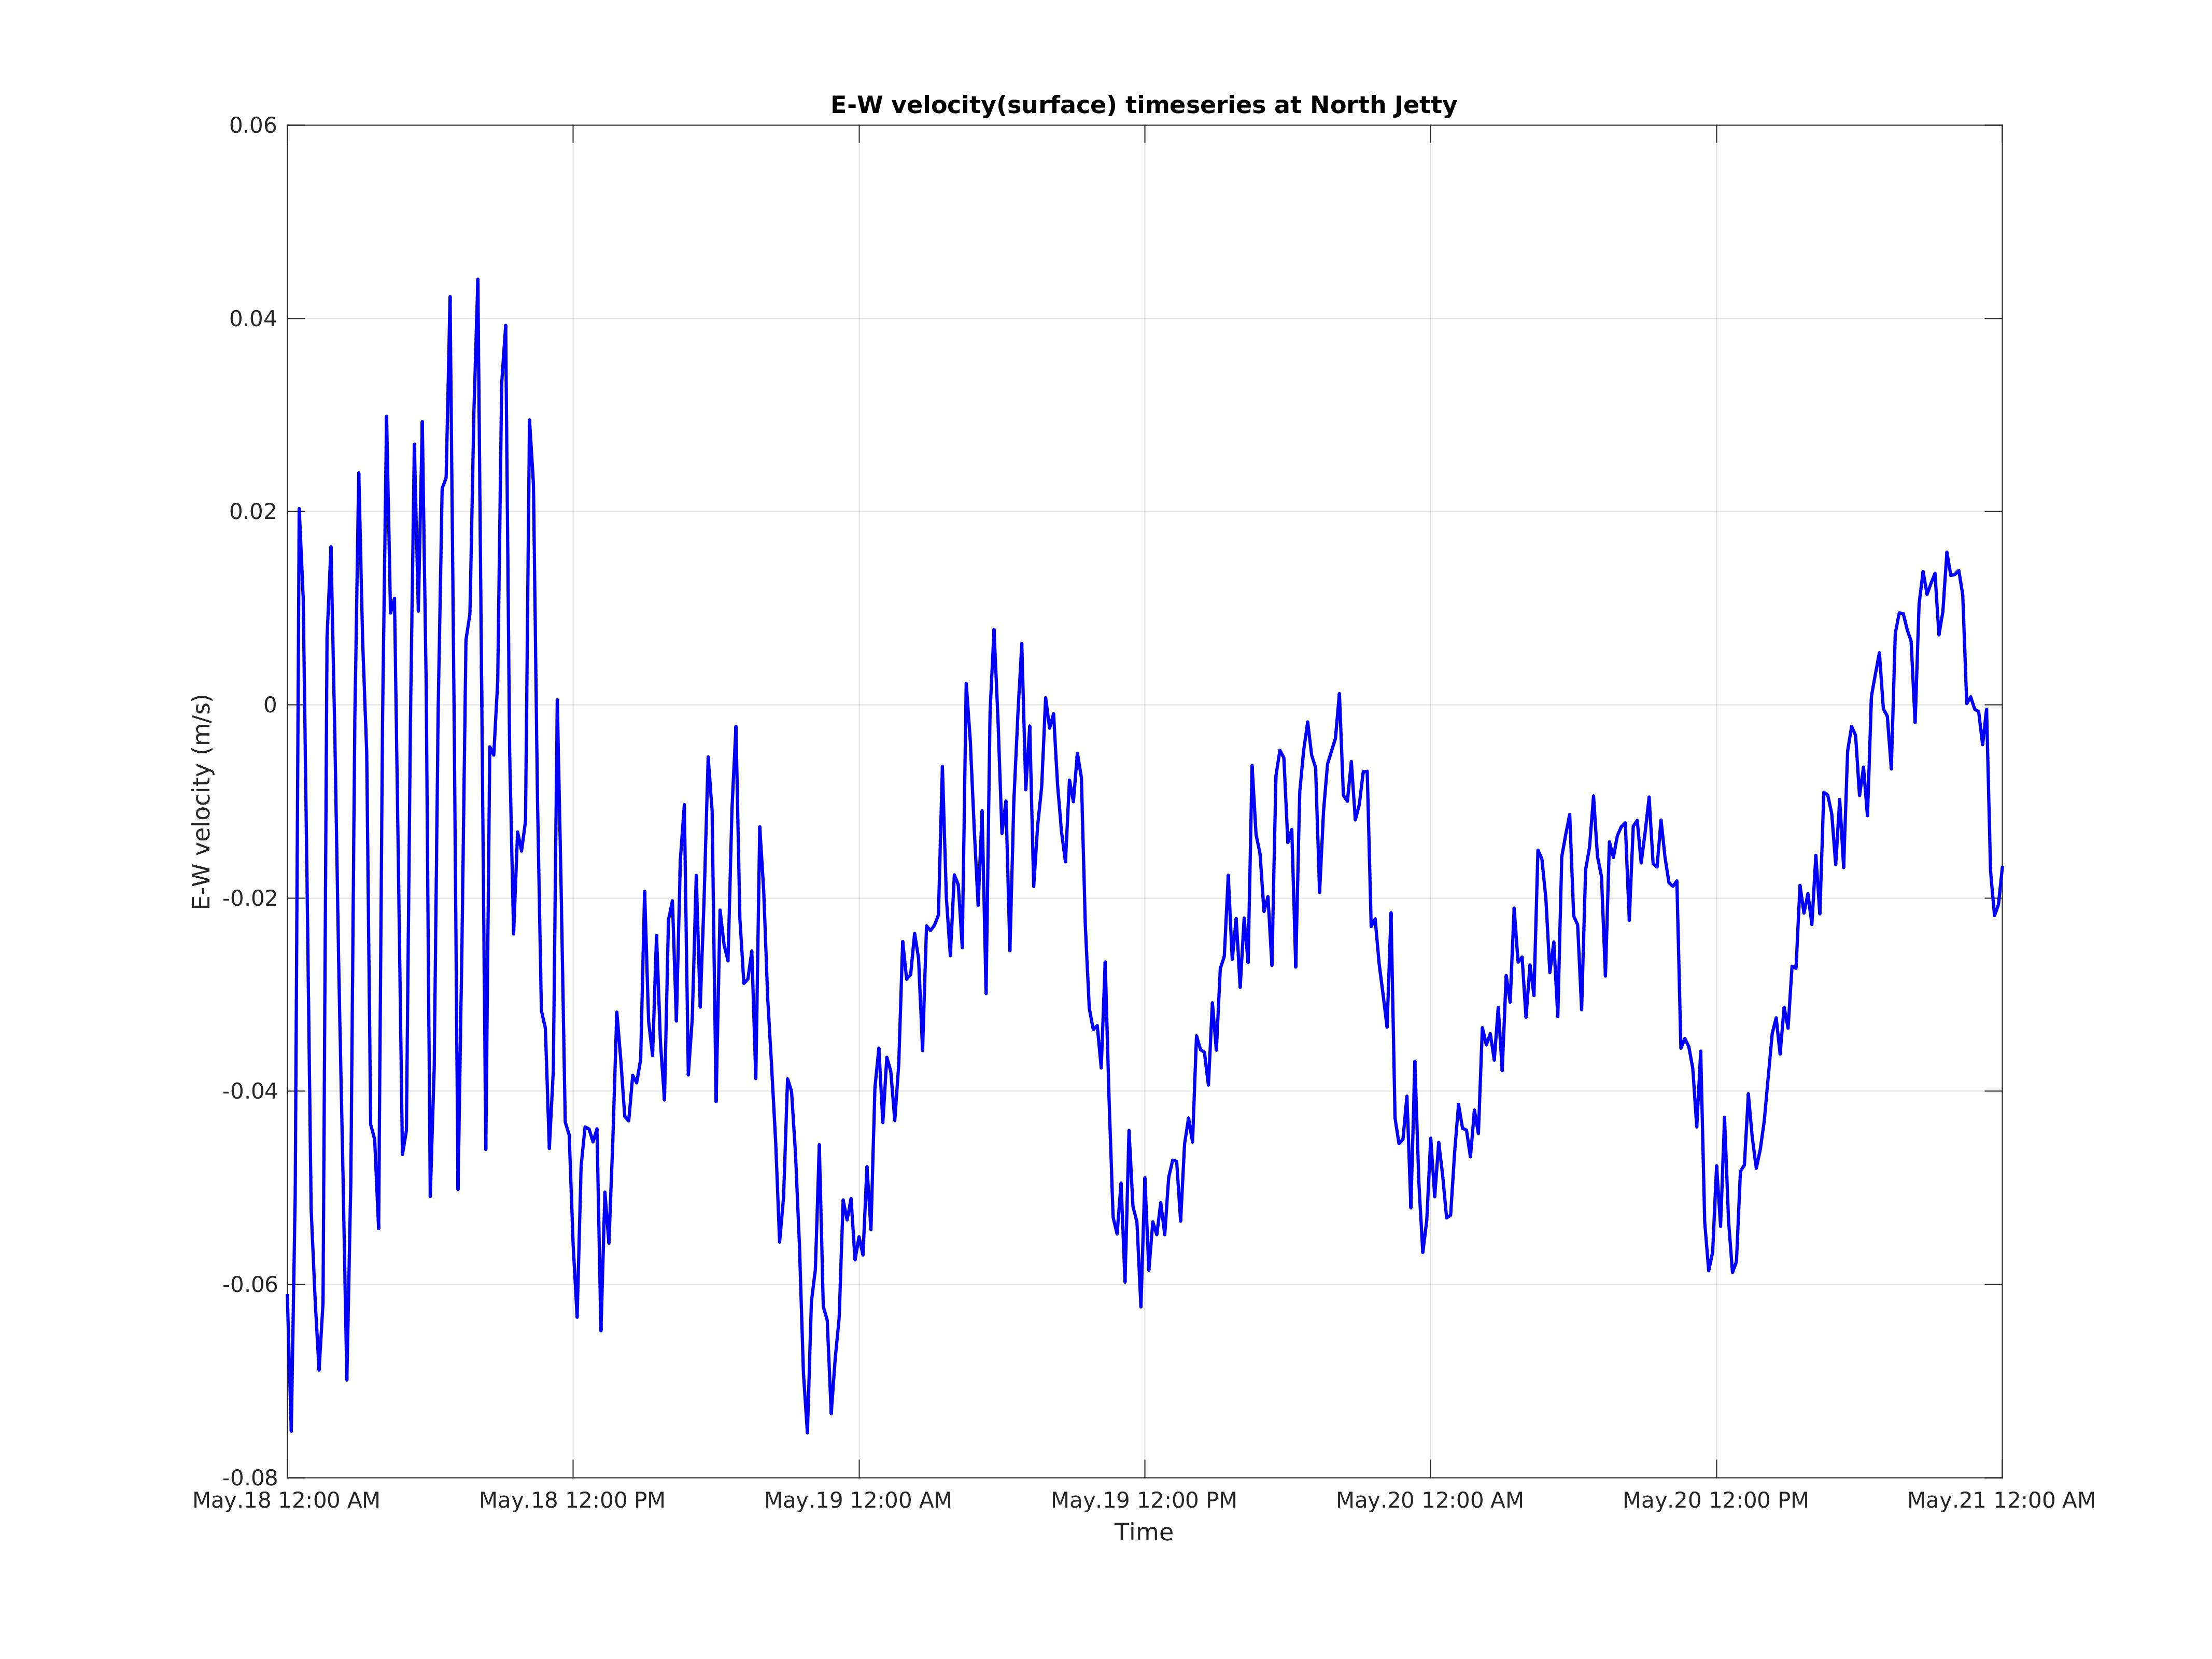 E-W velocity(surface) timeseries at North Jetty
0.06
0.04
0.02
0
-0.02
-0.04
-0.06
-0.08
E-W velocity (m/s)
May.18 12:00 AM
May.18 12:00 PM
May.19 12:00 AM
May.19 12:00 PM
May.20 12:00 AM
May.20 12:00 PM
May.21 12:00 AM
Time